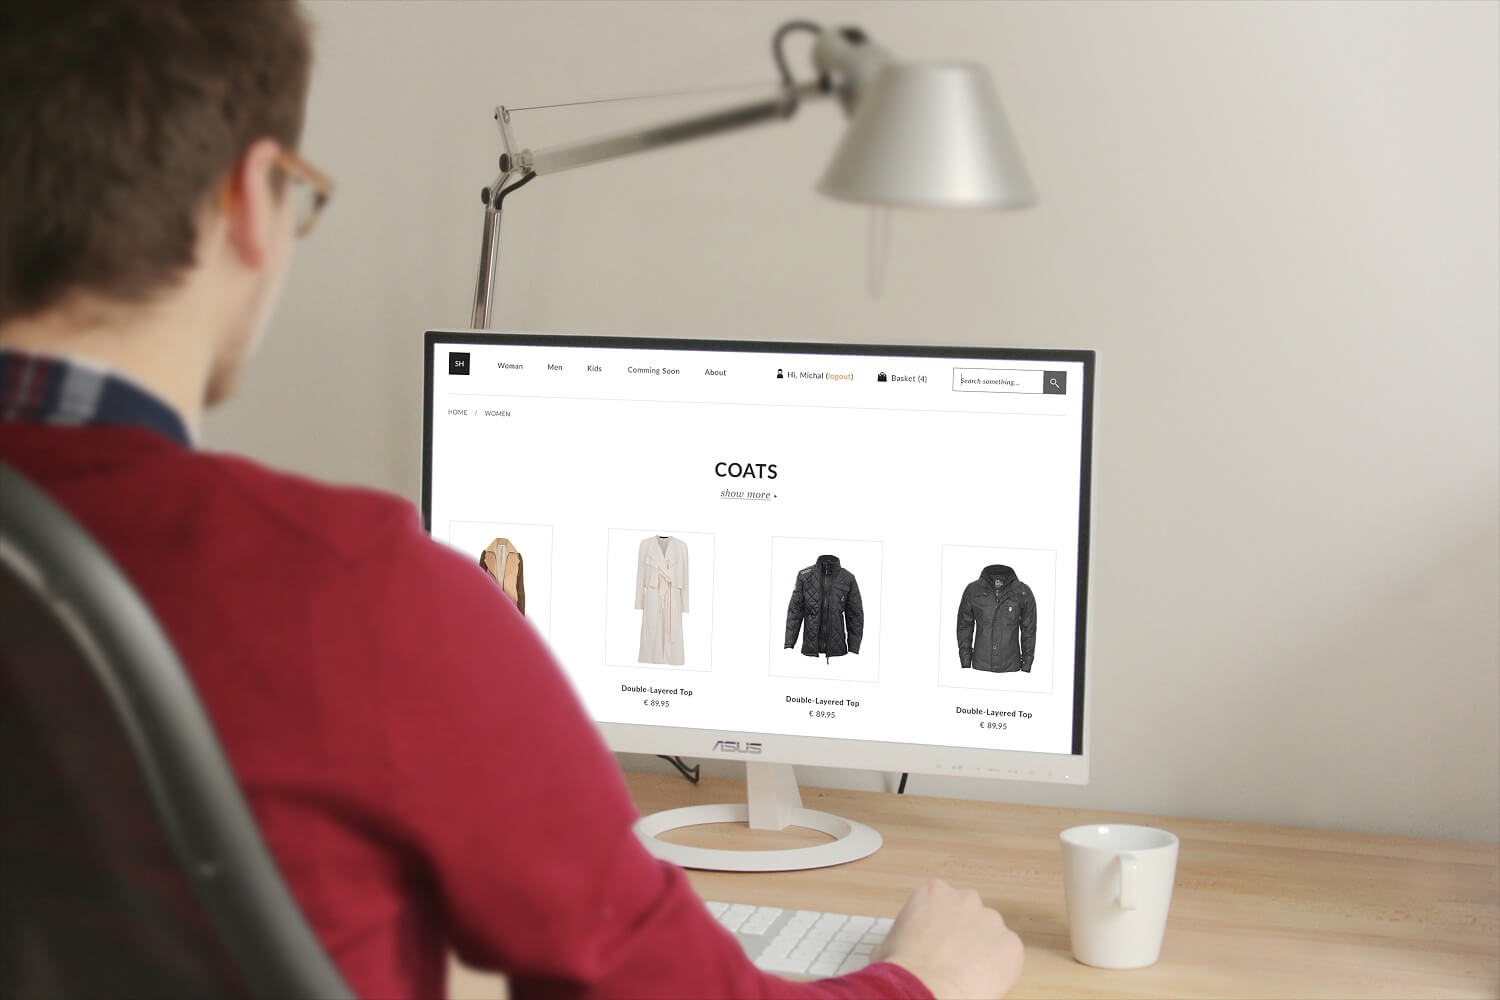 SH
Woman Men Kids Comming Soon About Hi, Michal (logout) Basket (4) Search something...
HOME / WOMEN
COATS
show more
Double-Layered Top
€ 89,95
Double-Layered Top
€ 89,95
Double-Layered Top
€ 89,95
ASUS